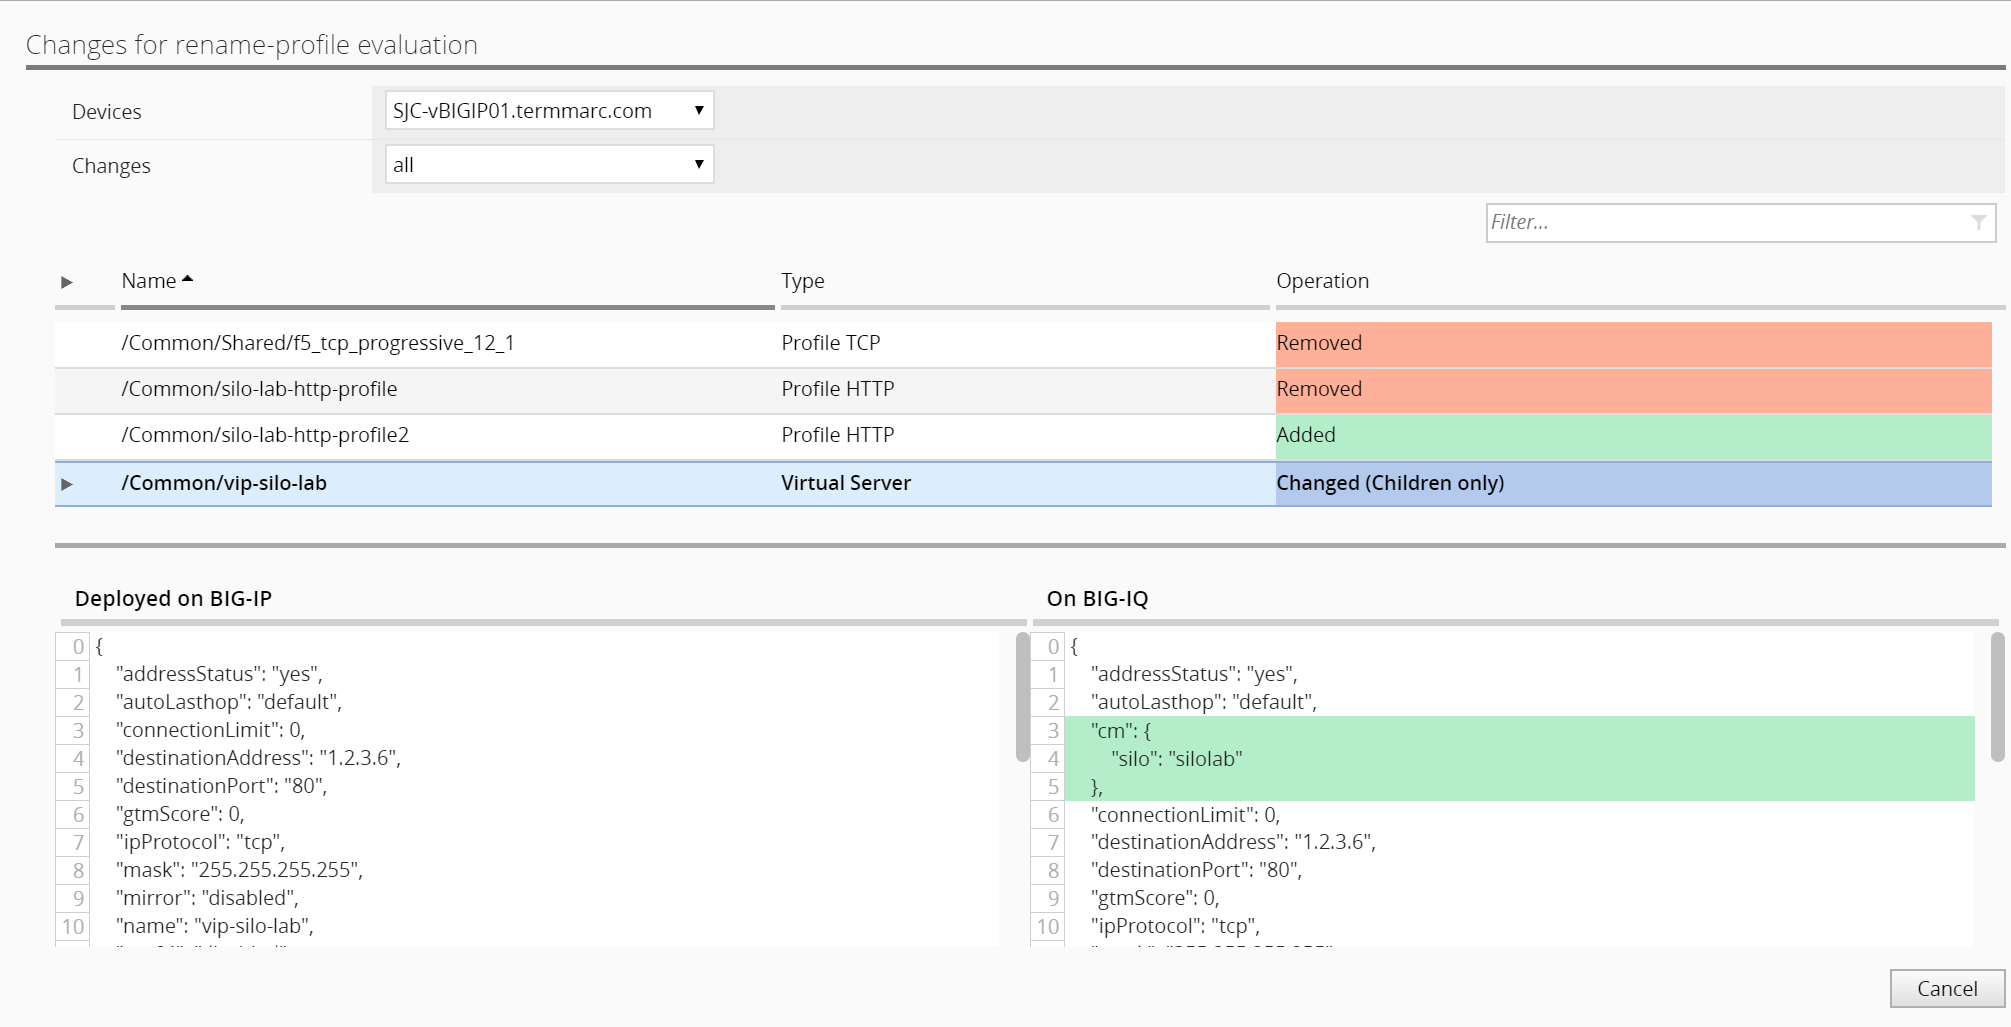 Changes for rename-profile evaluation
Devices
SJC-vBIGIP01.termmarc.com
Changes
all
Filter...
Name Type Operation
/Common/Shared/f5_tcp_progressive_12_1 Profile TCP Removed
/Common/silo-lab-http-profile Profile HTTP Removed
/Common/silo-lab-http-profile2 Profile HTTP Added
/Common/vip-silo-lab Virtual Server Changed (Children only)
Deployed on BIG-IP
0 {
1 "addressStatus": "yes",
2 "autoLasthop": "default",
3 "connectionLimit": 0,
4 "destinationAddress": "1.2.3.6",
5 "destinationPort": "80",
6 "gtmScore": 0,
7 "ipProtocol": "tcp",
8 "mask": "255.255.255.255",
9 "mirror": "disabled",
10 "name": "vip-silo-lab",
On BIG-IQ
0 {
1 "addressStatus": "yes",
2 "autoLasthop": "default",
3 "cm": {
4 "silo": "silolab"
5 },
6 "connectionLimit": 0,
7 "destinationAddress": "1.2.3.6",
8 "destinationPort": "80",
9 "gtmScore": 0,
10 "ipProtocol": "tcp",
Cancel